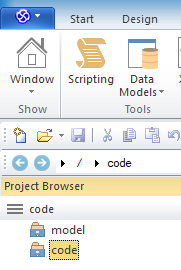 Start Design
Window Scripting Data Models
Show Tools
/ code
Project Browser
code
model
code